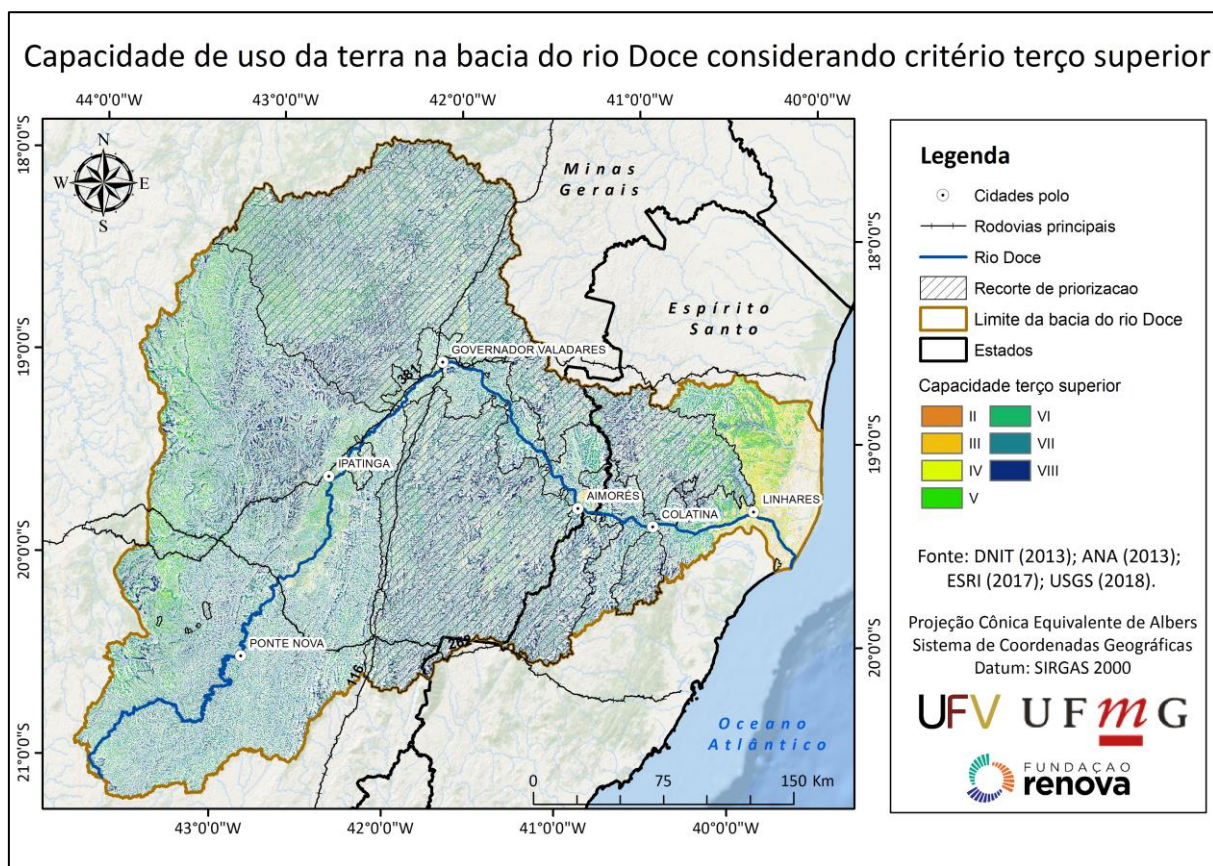 Capacidade de uso da terra na bacia do rio Doce considerando critério terço superior
44°0'0"W 43°0'0"W 42°0'0"W 41°0'0"W 40°0'0"W
18°0'0"S
N
W E
S
Minas
Gerais
18°0'0"S
Espírito
Santo
19°0'0"S
GOVERNADOR VALADARES
381
19°0'0"S
IPATINGA
AIMORÉS
LINHARES
COLATINA
20°0'0"S
PONTE NOVA
262
116
20°0'0"S
Oceano
Atlântico
21°0'0"S
0 75 150 Km
43°0'0"W 42°0'0"W 41°0'0"W 40°0'0"W
Legenda
Cidades polo
Rodovias principais
Rio Doce
Recorte de priorizacao
Limite da bacia do rio Doce
Estados
Capacidade terço superior
II VI
III VII
IV VIII
V
Fonte: DNIT (2013); ANA (2013);
ESRI (2017); USGS (2018).
Projeção Cônica Equivalente de Albers
Sistema de Coordenadas Geográficas
Datum: SIRGAS 2000
UFV UFmG
FUNDAÇÃO
renova